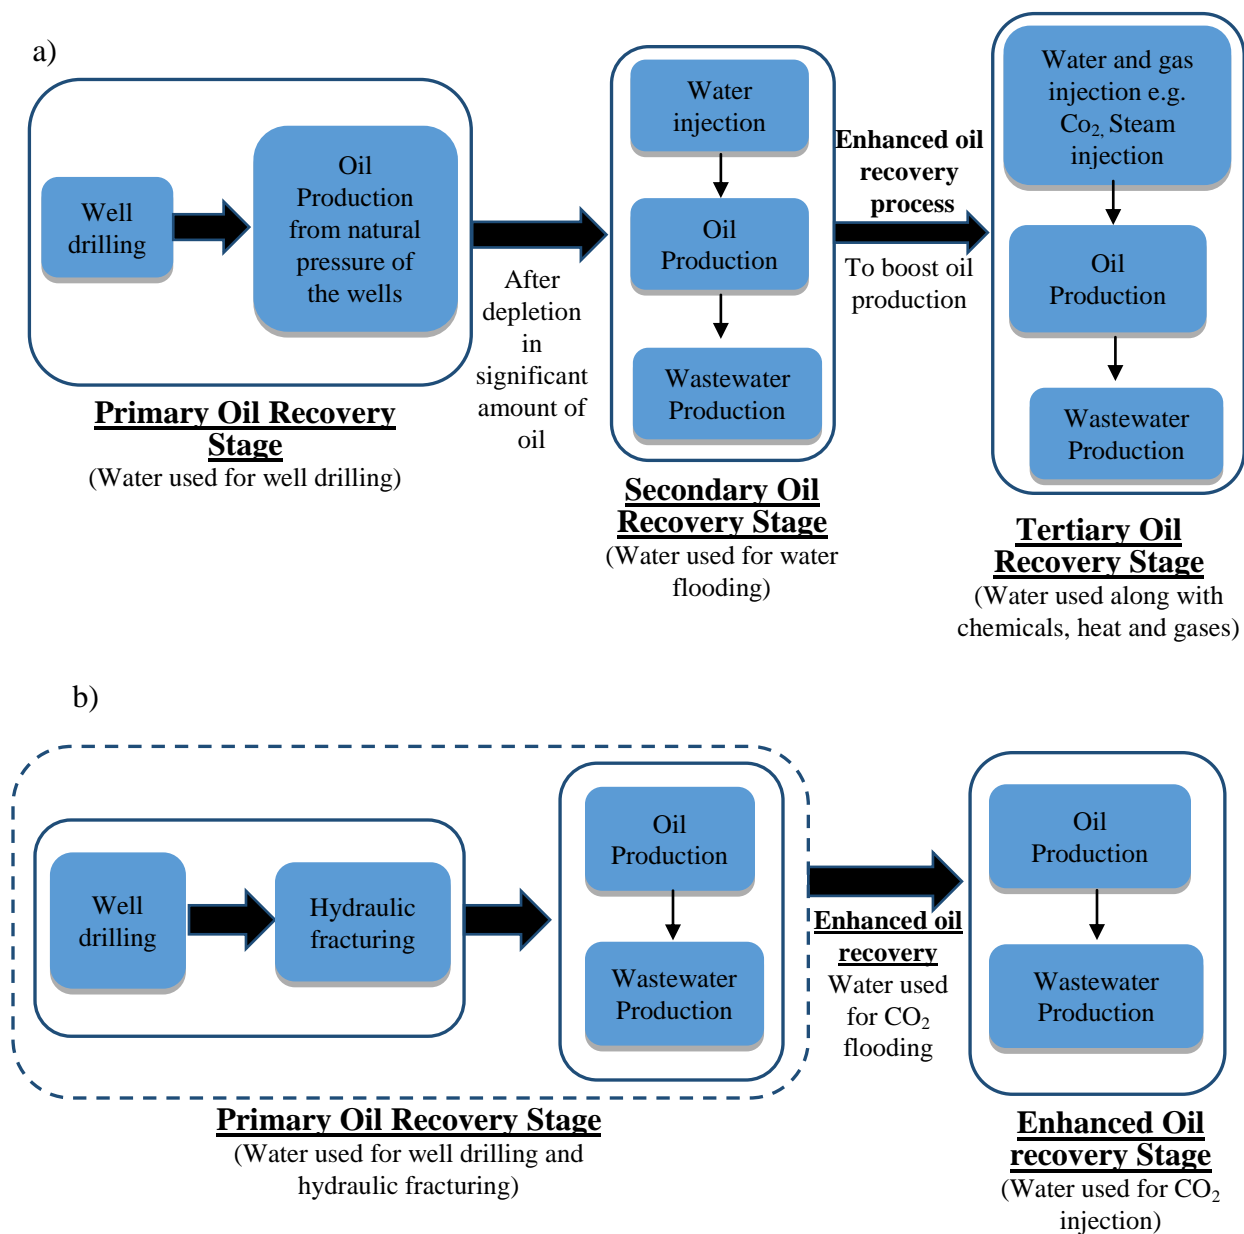 a)
Well
drilling
Oil
Production
from natural
pressure of
the wells
Primary Oil Recovery
Stage
(Water used for well drilling)
After
depletion
in
significant
amount of
oil
Water
injection
Oil
Production
Wastewater
Production
Secondary Oil
Recovery Stage
(Water used for water
flooding)
Enhanced oil
recovery
process
To boost oil
production
Water and gas
injection e.g.
Co2, Steam
injection
Oil
Production
Wastewater
Production
Tertiary Oil
Recovery Stage
(Water used along with
chemicals, heat and gases)
b)
Well
drilling
Hydraulic
fracturing
Oil
Production
Wastewater
Production
Primary Oil Recovery Stage
(Water used for well drilling and
hydraulic fracturing)
Enhanced oil
recovery
Water used
for CO2
flooding
Oil
Production
Wastewater
Production
Enhanced Oil
recovery Stage
(Water used for CO2
injection)